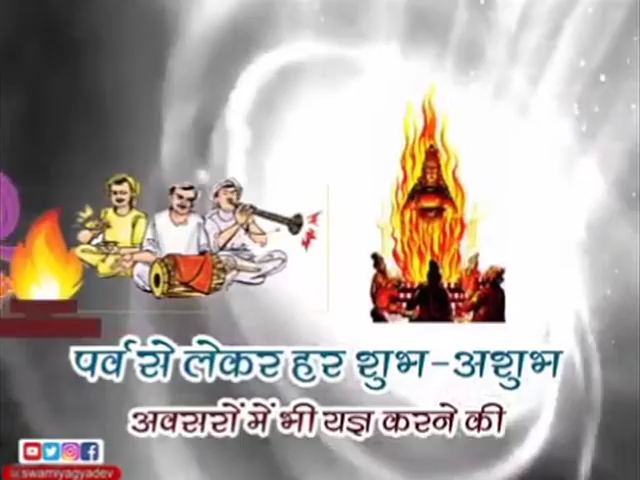 पर्व से लेकर हर शुभ-अशुभ
अवसरों में भी यज्ञ करने की
@swamiyagyadev